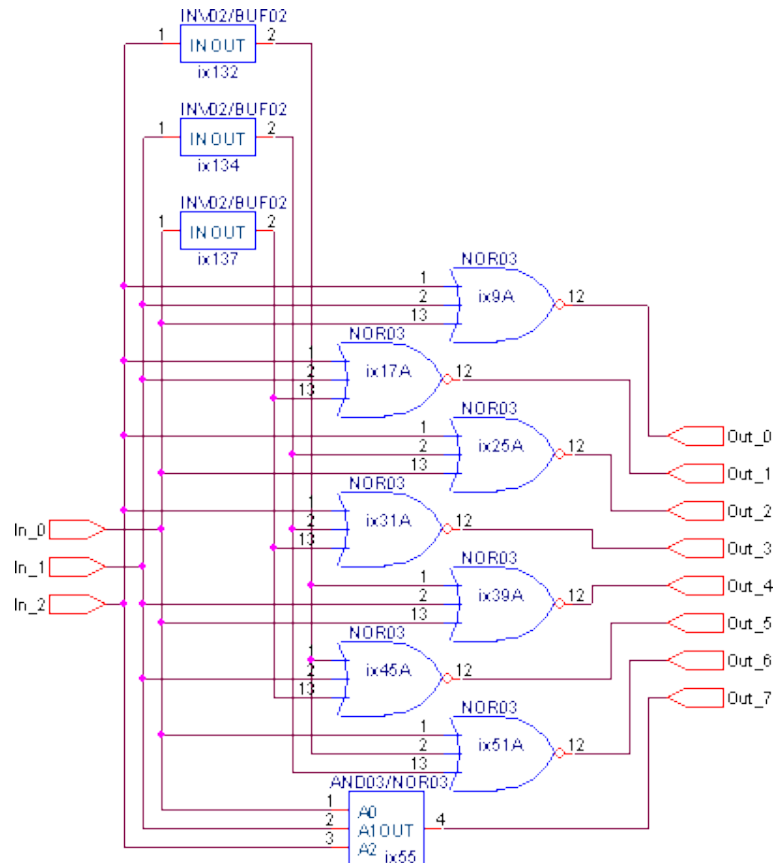 INV02/BUF02
1 IN OUT 2
ix132
INV02/BUF02
1 IN OUT 2
ix134
INV02/BUF02
1 IN OUT 2
ix137
NOR03
1
2 ix9A 12
13
NOR03
1
2 ix17A 12
13
NOR03
1
2 ix25A 12
13
Out_0
Out_1
Out_2
NOR03
1
2 ix31A 12
13
In_0
In_1
In_2
Out_3
NOR03
1
2 ix39A 12
13
Out_4
Out_5
NOR03
1
2 ix45A 12
13
Out_6
Out_7
NOR03
1
2 ix51A 12
13
AND03/NOR03/
1 A0
2 A1 OUT 4
3 A2 ix55